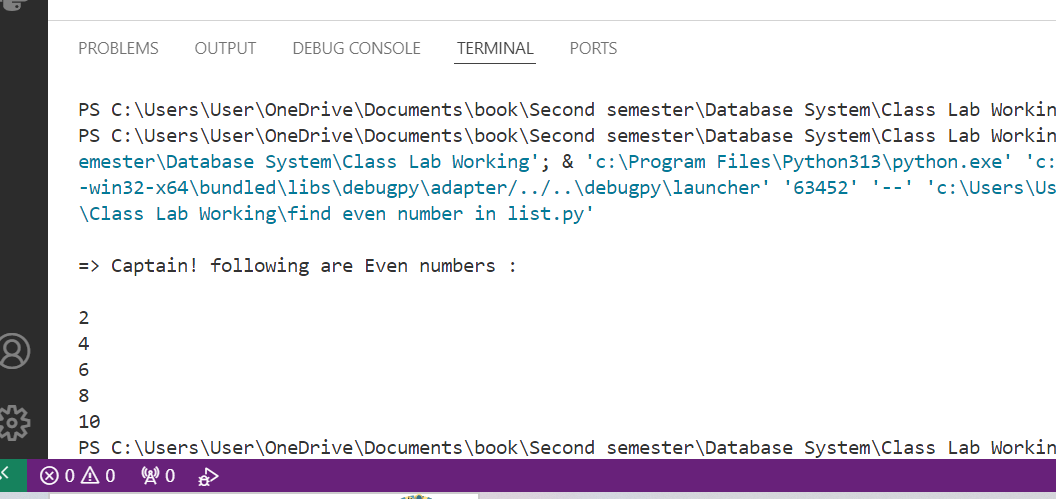 PROBLEMS OUTPUT DEBUG CONSOLE TERMINAL PORTS
PS C:\Users\User\OneDrive\Documents\book\Second semester\Database System\Class Lab Workin
PS C:\Users\User\OneDrive\Documents\book\Second semester\Database System\Class Lab Workin
emester\Database System\Class Lab Working'; & 'c:\Program Files\Python313\python.exe' 'c:
-win32-x64\bundled\libs\debugpy\adapter/../..\debugpy\launcher' '63452' '--' 'c:\Users\Us
\Class Lab Working\find even number in list.py'
=> Captain! following are Even numbers :
2
4
6
8
10
PS C:\Users\User\OneDrive\Documents\book\Second semester\Database System\Class Lab Workin
0 0 0